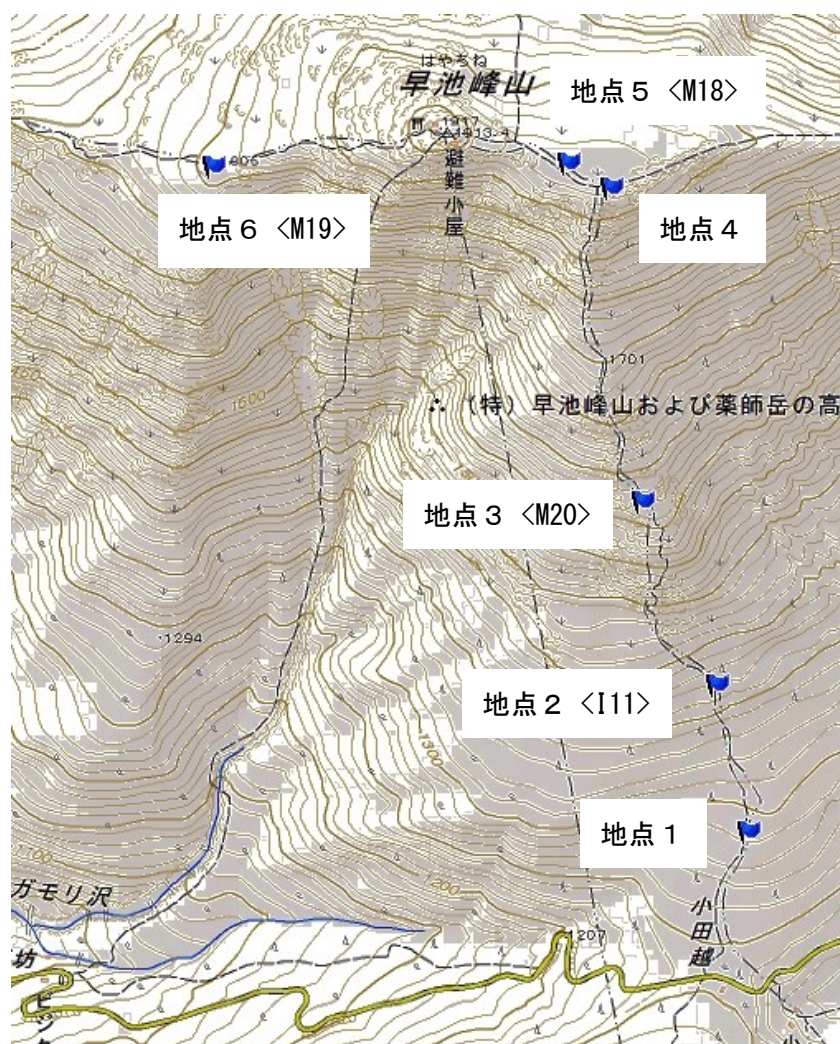 はやちね
早池峰山
地点５ <M18>
1917
1913.4
避難小屋
地点６ <M19>
地点４
1701
1500
（特）早池峰山および薬師岳の高
地点３ <M20>
1294
地点２ <I11>
1300
地点１
1100
1200
ガモリ沢
小田越
1207
坊